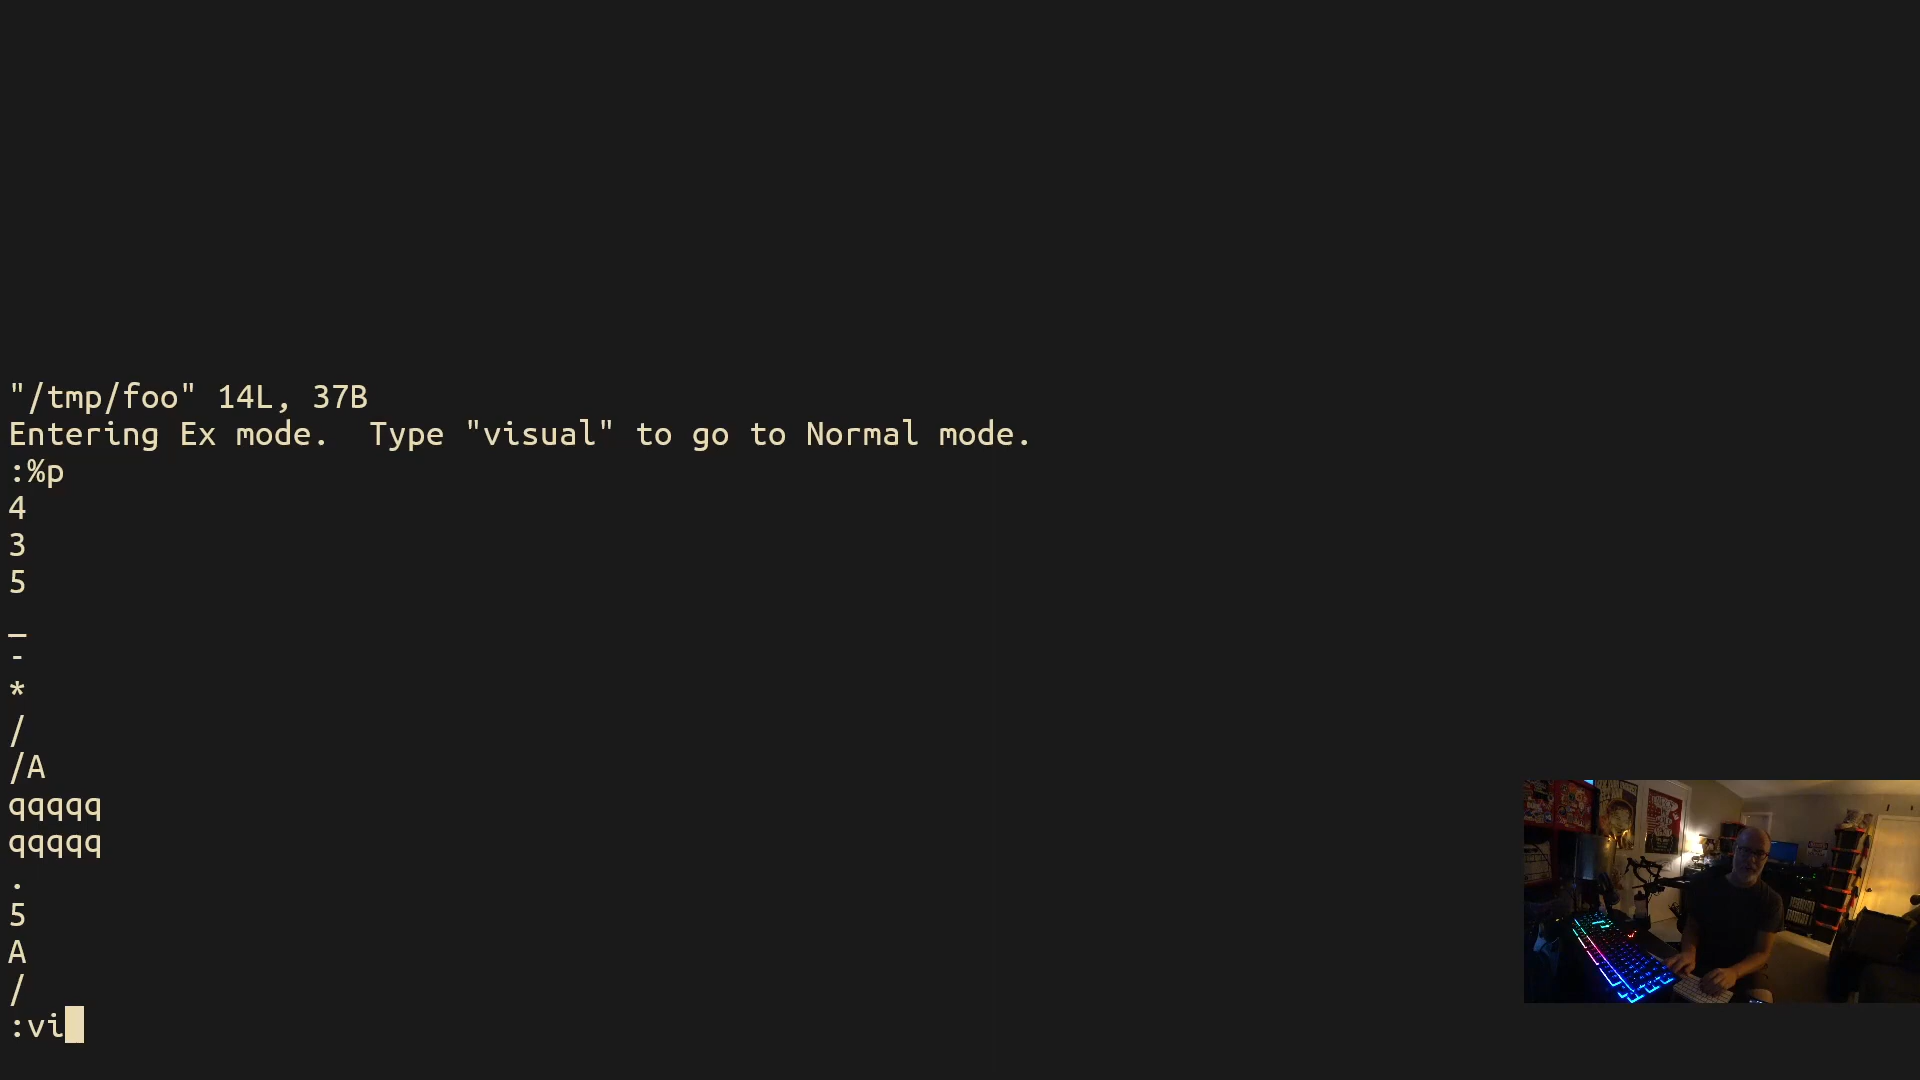 "/tmp/foo" 14L, 37B
Entering Ex mode.  Type "visual" to go to Normal mode.
:%p
4
3
5
_
-
*
/
/A
qqqqq
qqqqq
.
5
A
/
:vi